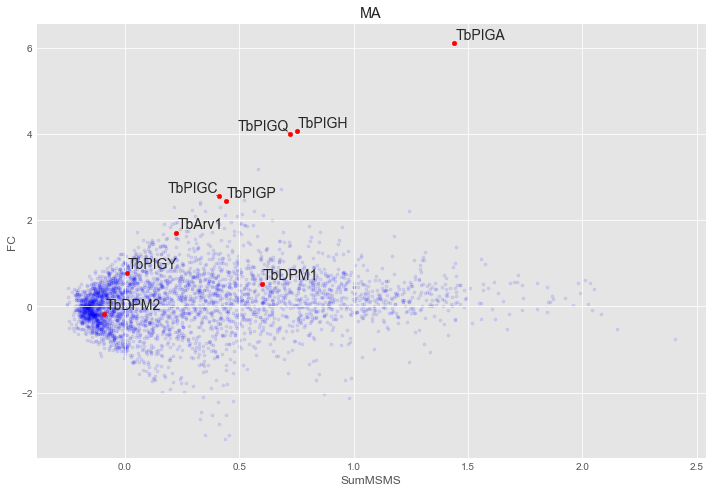 MA
TbPIGA
TbPIGQ
TbPIGH
TbPIGC
TbPIGP
TbArv1
TbPIGY
TbDPM1
TbDPM2
FC
6
4
2
0
−2
0.0
0.5
1.0
1.5
2.0
2.5
SumMSMS